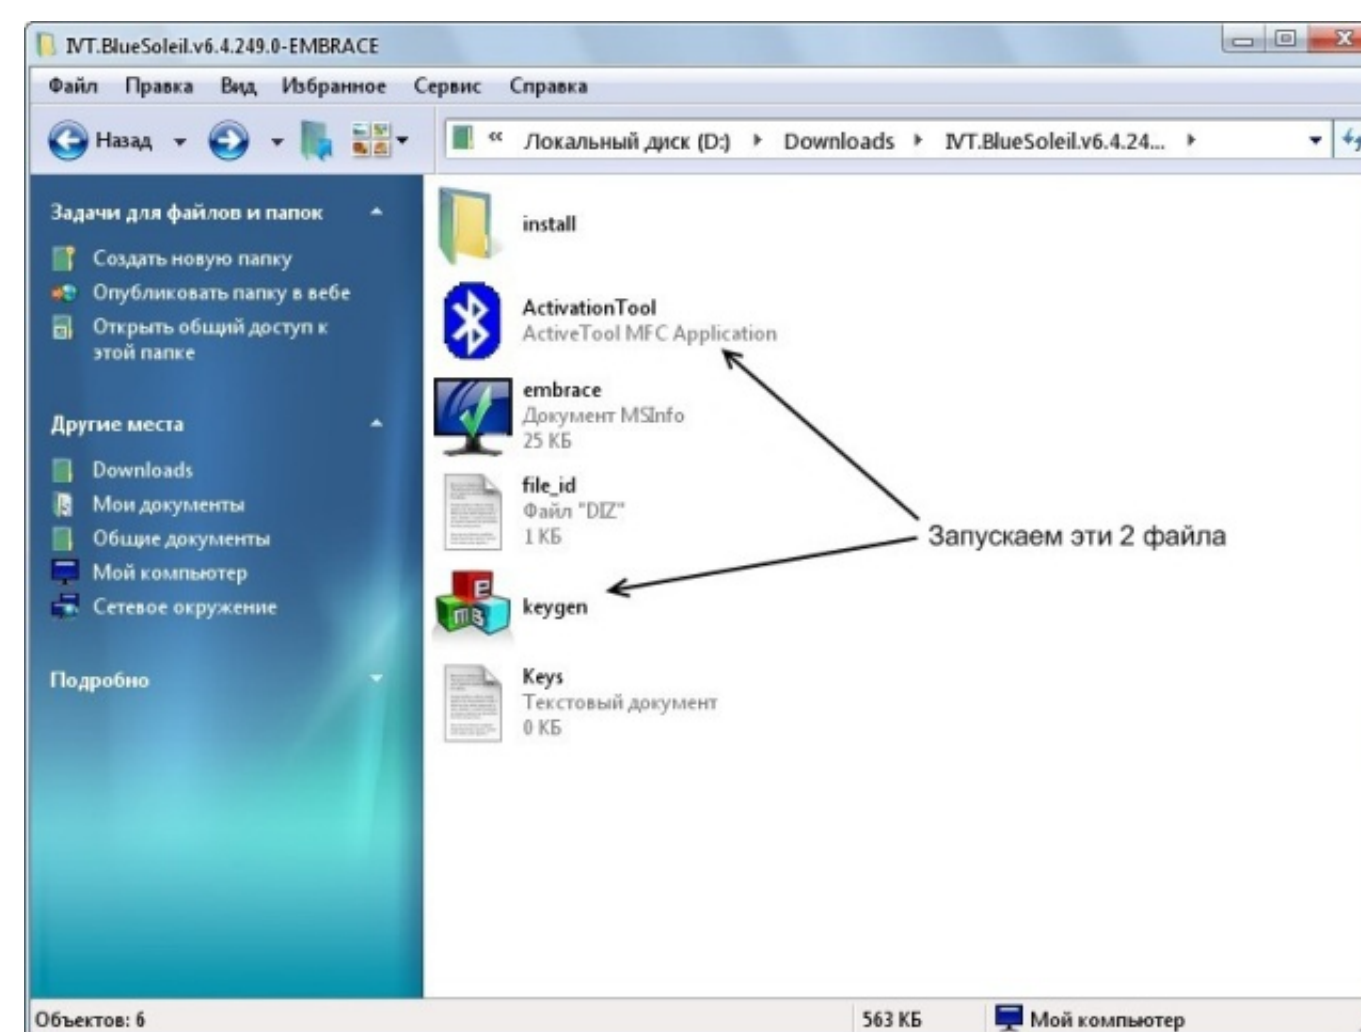 IVT.BlueSoleil.v6.4.249.0-EMBRACE
Файл Правка Вид Избранное Сервис Справка
Назад « Локальный диск (D:) Downloads IVT.BlueSoleil.v6.4.24...
Задачи для файлов и папок
Создать новую папку
Опубликовать папку в вебе
Открыть общий доступ к
этой папке
Другие места
Downloads
Мои документы
Общие документы
Мой компьютер
Сетевое окружение
Подробно
install
ActivationTool
ActiveTool MFC Application
embrace
Документ MSInfo
25 КБ
file_id
Файл "DIZ"
1 КБ
keygen
Keys
Текстовый документ
0 КБ
Запускаем эти 2 файла
Объектов: 6 563 КБ Мой компьютер